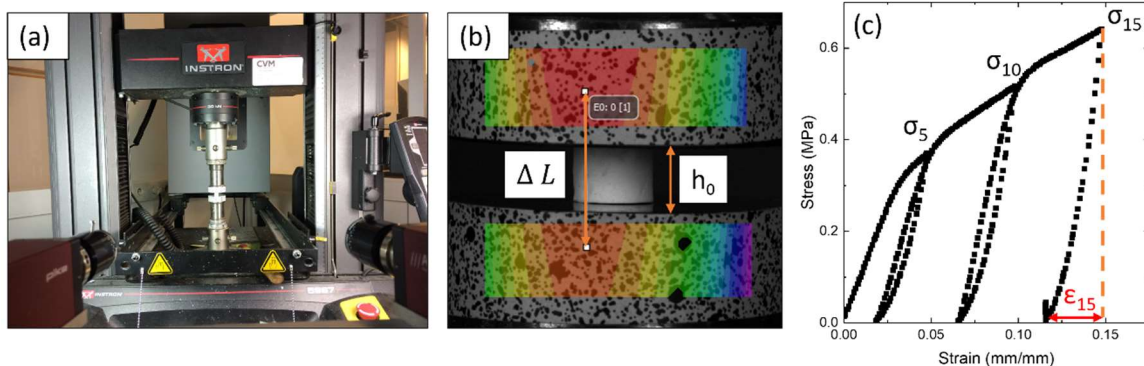 (a)
INSTRON
CVM
INSTRON
(b)
E0: 0 [1]
Δ L
h₀
(c)
σ₁₅
σ₁₀
σ₅
ε₁₅
0.6
0.4
0.2
0.0
Stress (MPa)
0.00 0.05 0.10 0.15
Strain (mm/mm)